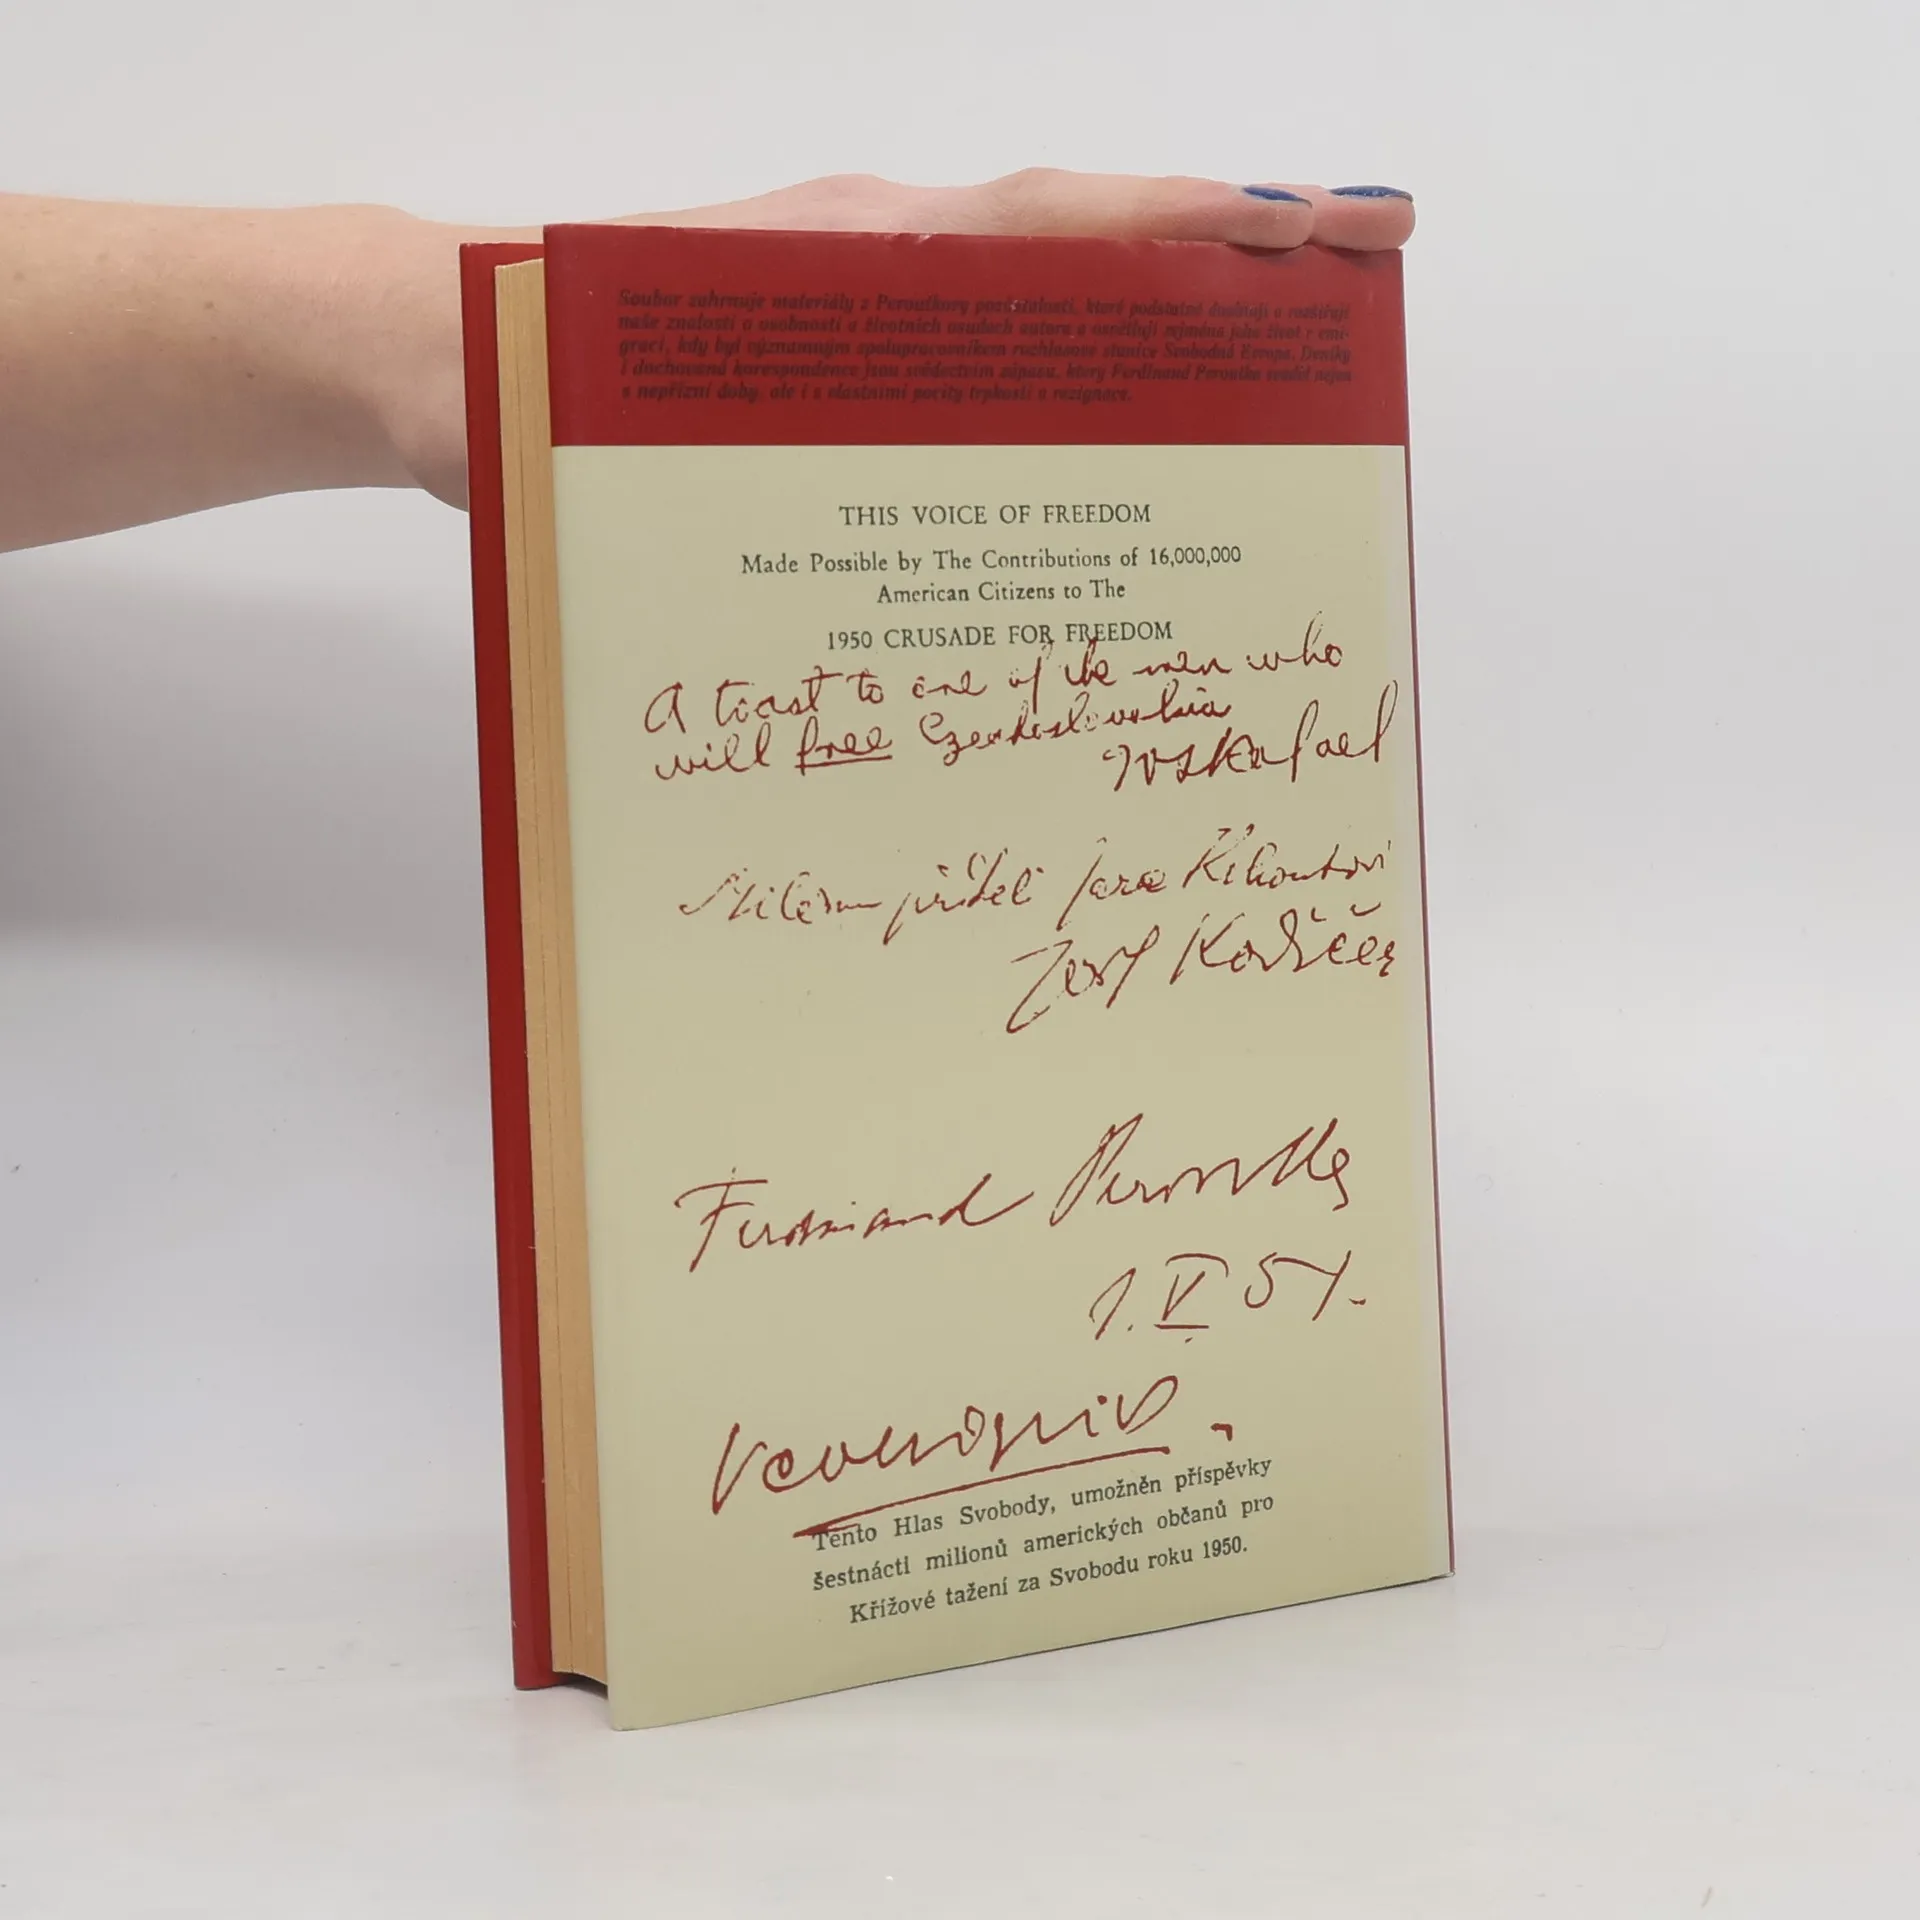 Soubor zahrnuje materiály z Peroutkovy pozůstalosti, které podstatně doplňují a rozšiřují
naše znalosti o osobnosti a životních osudech autora a osvětlují zejména jeho život v emi-
graci, kdy byl významným spolupracovníkem rozhlasové stanice Svobodná Evropa. Deníky
i dochovaná korespondence jsou svědectvím zápasu, který Ferdinand Peroutka sváděl nejen
s nepřízní doby, ale i s vlastními pocity trpkosti a rezignace.
THIS VOICE OF FREEDOM
Made Possible by The Contributions of 16,000,000
American Citizens to The
1950 CRUSADE FOR FREEDOM
A toast to one of the men who
will free Czechoslovakia
Milému příteli
Josef Kodíček
Ferdinand Peroutka
1. V 51.
Tento Hlas Svobody, umožněn příspěvky
šestnácti milionů amerických občanů pro
Křížové tažení za Svobodu roku 1950.